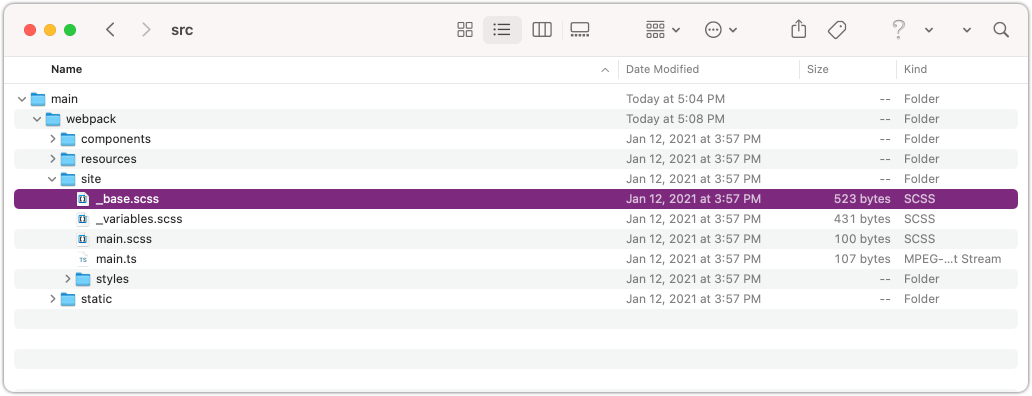 src
Name Date Modified Size Kind
main Today at 5:04 PM -- Folder
webpack Today at 5:08 PM -- Folder
components Jan 12, 2021 at 3:57 PM -- Folder
resources Jan 12, 2021 at 3:57 PM -- Folder
site Jan 12, 2021 at 3:57 PM -- Folder
_base.scss Jan 12, 2021 at 3:57 PM 523 bytes SCSS
_variables.scss Jan 12, 2021 at 3:57 PM 431 bytes SCSS
main.scss Jan 12, 2021 at 3:57 PM 100 bytes SCSS
TS main.ts Jan 12, 2021 at 3:57 PM 107 bytes MPEG-...t Stream
styles Jan 12, 2021 at 3:57 PM -- Folder
static Jan 12, 2021 at 3:57 PM -- Folder